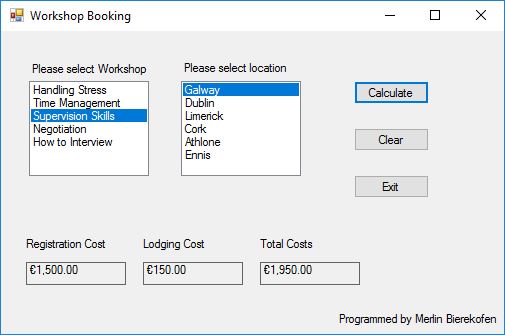 Workshop Booking
Please select Workshop
Please select location
Handling Stress
Time Management
Supervision Skills
Negotiation
How to Interview
Galway
Dublin
Limerick
Cork
Athlone
Ennis
Calculate
Clear
Exit
Registration Cost
Lodging Cost
Total Costs
€1,500.00
€150.00
€1,950.00
Programmed by Merlin Bierekofen